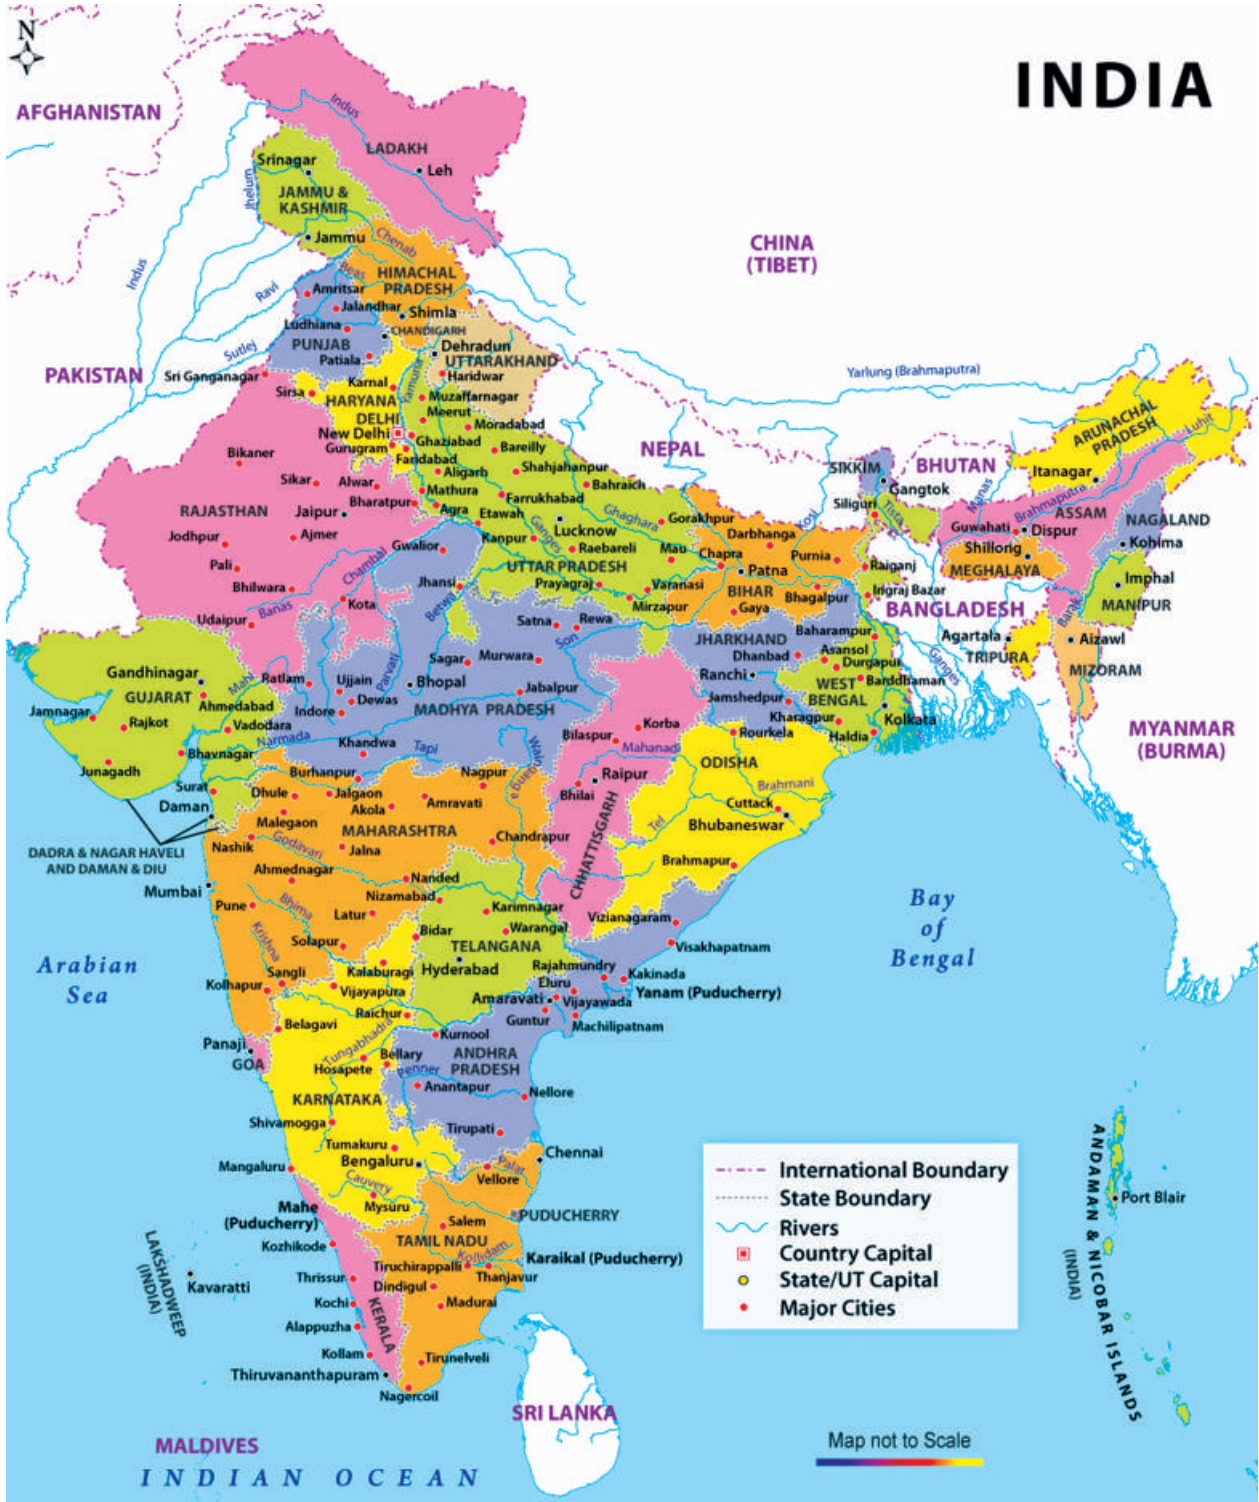 N
INDIA
AFGHANISTAN
Indus
LADAKH
Leh
Srinagar
JAMMU &
KASHMIR
Jhelum
Jammu
Chenab
CHINA
(TIBET)
Indus
Ravi
Beas
HIMACHAL
PRADESH
Amritsar
Jalandhar
Shimla
Ludhiana
CHANDIGARH
PUNJAB
Sutlej
Patiala
Dehradun
UTTARAKHAND
Haridwar
PAKISTAN
Sri Ganganagar
Karnal
Yamuna
Sirsa
HARYANA
Muzaffarnagar
DELHI
Meerut
New Delhi
Moradabad
Ghaziabad
Gurugram
Bareilly
Faridabad
Yarlung (Brahmaputra)
ARUNACHAL
PRADESH
Luhit
NEPAL
SIKKIM
BHUTAN
Itanagar
Bikaner
Aligarh
Shahjahanpur
Gangtok
Manas
Brahmaputra
Sikar
Alwar
Mathura
Bahraich
Siliguri
Tista
ASSAM
Bharatpur
Agra
Farrukhabad
Ghaghara
Gorakhpur
Kosi
Guwahati
Dispur
NAGALAND
RAJASTHAN
Jaipur
Etawah
Lucknow
Darbhanga
Kohima
Jodhpur
Ajmer
Gwalior
Kanpur
Ganges
Raebareli
Mau
Chapra
Purnia
Shillong
MEGHALAYA
Pali
Chambal
UTTAR PRADESH
Patna
Raiganj
Imphal
Bhilwara
Jhansi
Prayagraj
Varanasi
BIHAR
Bhagalpur
Ingraj Bazar
MANIPUR
Banas
Kota
Betwa
Mirzapur
Gaya
BANGLADESH
Barak
Udaipur
Satna
Rewa
Son
JHARKHAND
Baharampur
Agartala
Aizawl
Parvati
Sagar
Murwara
Dhanbad
Asansol
Durgapur
TRIPURA
MIZORAM
Gandhinagar
Mahi
Ratlam
Ujjain
Bhopal
Ranchi
Barddhaman
Ganges
GUJARAT
Ahmedabad
Dewas
Jabalpur
WEST
BENGAL
Jamnagar
Rajkot
Vadodara
Indore
MADHYA PRADESH
Jamshedpur
Kharagpur
Kolkata
Narmada
Khandwa
Tapi
Korba
Rourkela
Haldia
Bilaspur
Mahanadi
MYANMAR
(BURMA)
Bhavnagar
Junagadh
Burhanpur
Nagpur
Wainganga
Raipur
ODISHA
Brahmani
Surat
Dhule
Jalgaon
Akola
Amravati
Bhilai
Cuttack
Daman
Malegaon
MAHARASHTRA
Chandrapur
CHHATTISGARH
Tel
Bhubaneswar
Nashik
Godavari
Jalna
Brahmapur
DADRA & NAGAR HAVELI
AND DAMAN & DIU
Ahmednagar
Nanded
Mumbai
Nizamabad
Karimnagar
Pune
Bhima
Latur
Warangal
Vizianagaram
Bay
of
Bengal
Krishna
Solapur
Bidar
TELANGANA
Visakhapatnam
Arabian
Sea
Sangli
Kalaburagi
Hyderabad
Rajahmundry
Kakinada
Kolhapur
Vijayapura
Eluru
Yanam (Puducherry)
Amaravati
Vijayawada
Raichur
Guntur
Machilipatnam
Belagavi
Tungabhadra
Kurnool
Panaji
GOA
Bellary
ANDHRA
PRADESH
Hosapete
Penner
Anantapur
KARNATAKA
Nellore
Shivamogga
Tirupati
Tumakuru
Bengaluru
Chennai
Mangaluru
Cauvery
Palar
Vellore
Mahe
(Puducherry)
Mysuru
PUDUCHERRY
Salem
Kozhikode
TAMIL NADU
Kollidam
Karaikal (Puducherry)
Tiruchirappalli
Thanjavur
Thrissur
Dindigul
LAKSHADWEEP
(INDIA)
Kavaratti
Kochi
KERALA
Madurai
Alappuzha
Kollam
Tirunelveli
Thiruvananthapuram
Nagercoil
SRI LANKA
MALDIVES
INDIAN OCEAN
International Boundary
State Boundary
Rivers
Country Capital
State/UT Capital
Major Cities
Port Blair
ANDAMAN & NICOBAR ISLANDS
(INDIA)
Map not to Scale